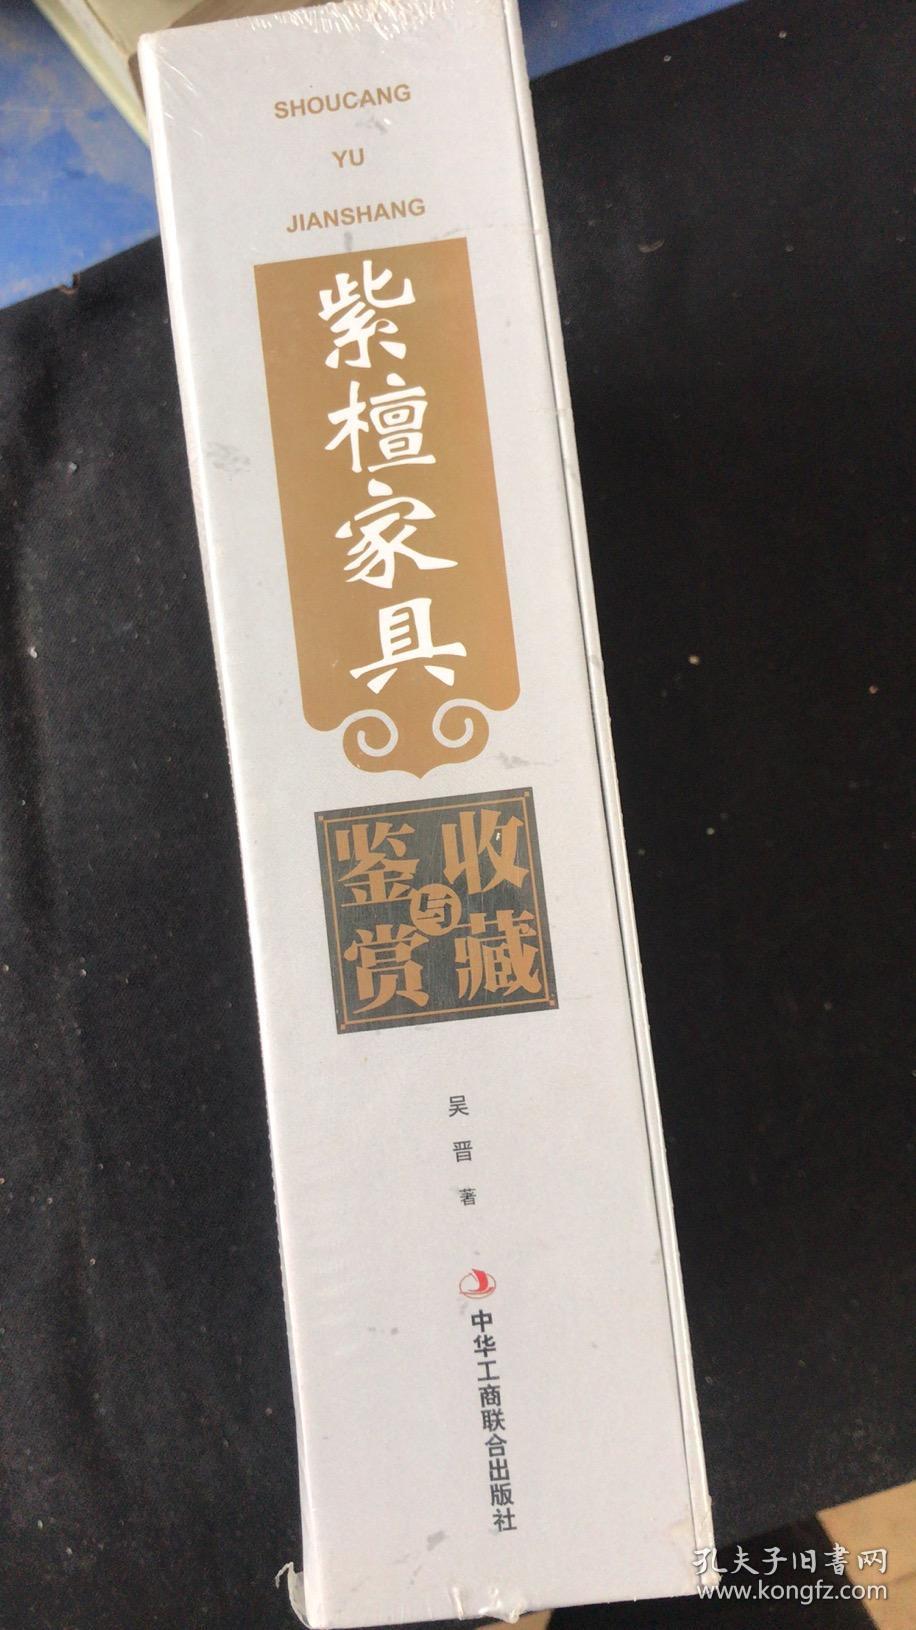 SHOUCANG
YU
JIANSHANG
紫檀家具
收藏
与
鉴赏
吴晋著
中华工商联合出版社
孔夫子旧书网
www.kongfz.com